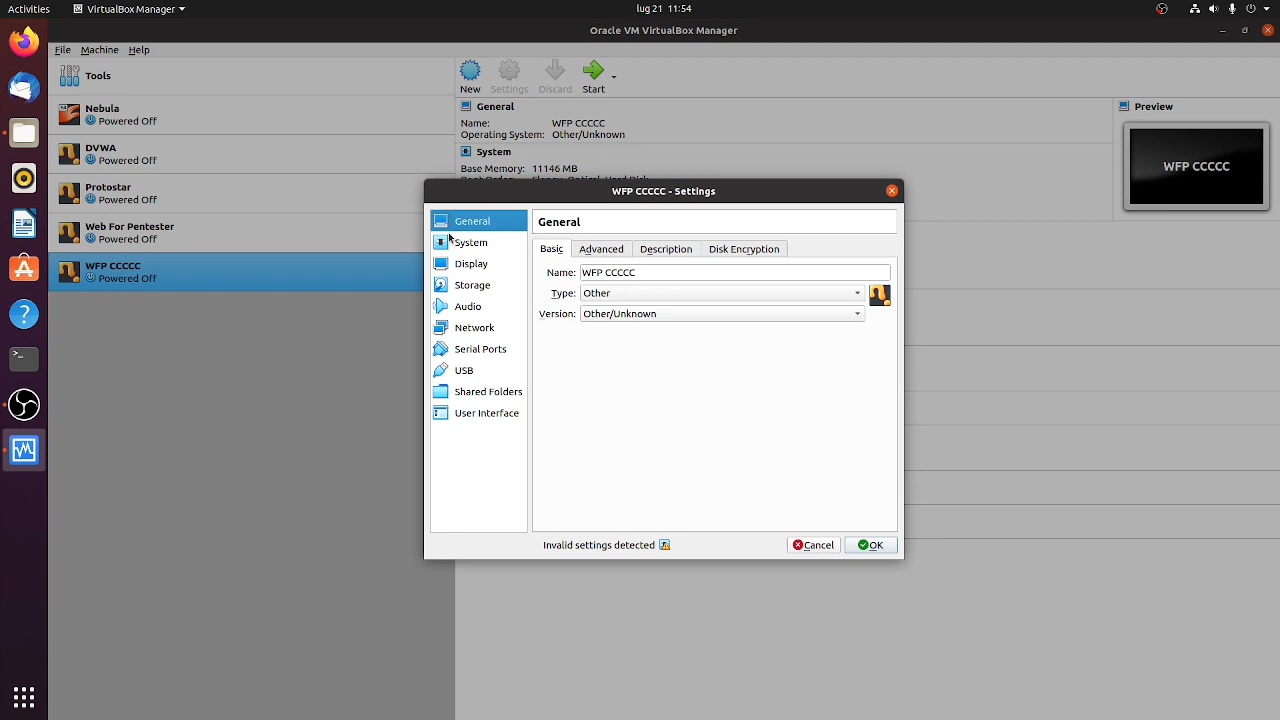 Activities
VirtualBox Manager
lug 21 11:54
Oracle VM VirtualBox Manager
File Machine Help
Tools
Nebula
Powered Off
DVWA
Powered Off
Protostar
Powered Off
Web For Pentester
Powered Off
WFP CCCCC
Powered Off
New Settings Discard Start
General
Name: WFP CCCCC
Operating System: Other/Unknown
System
Base Memory: 11146 MB
Preview
WFP CCCCC
WFP CCCCC - Settings
General
System
Display
Storage
Audio
Network
Serial Ports
USB
Shared Folders
User Interface
General
Basic Advanced Description Disk Encryption
Name: WFP CCCCC
Type: Other
Version: Other/Unknown
Invalid settings detected
Cancel OK